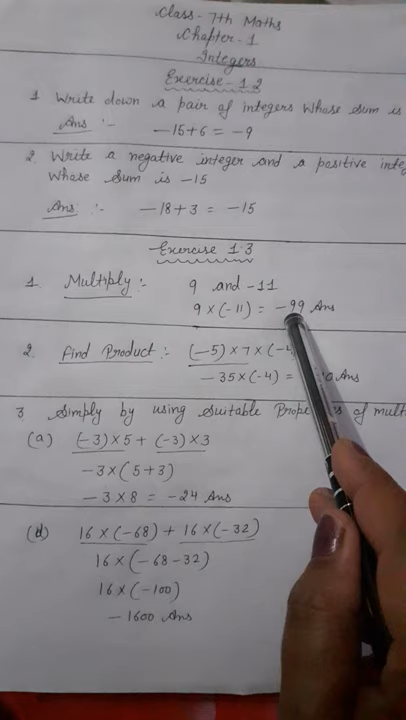 Class - 7th Maths
Chapter - 1
Integers
Exercise - 1.2
1 Write down a pair of integers whose sum is
Ans :- -15+6 = -9
2. Write a negative integer and a positive
whose sum is -15
Ans :- -18+3 = -15
Exercise 1.3
1. Multiply :- 9 and -11
9 × (-11) = -99 Ans
2. Find Product :- (-5) × 7 × (-4
-35 × (-4) = Ans
3 Simply by using suitable of
(a) (-3) × 5 + (-3) × 3
-3 × (5+3)
-3 × 8 = -24 Ans
(d) 16 × (-68) + 16 × (-32)
16 × (-68-32)
16 × (-100)
-1600 Ans